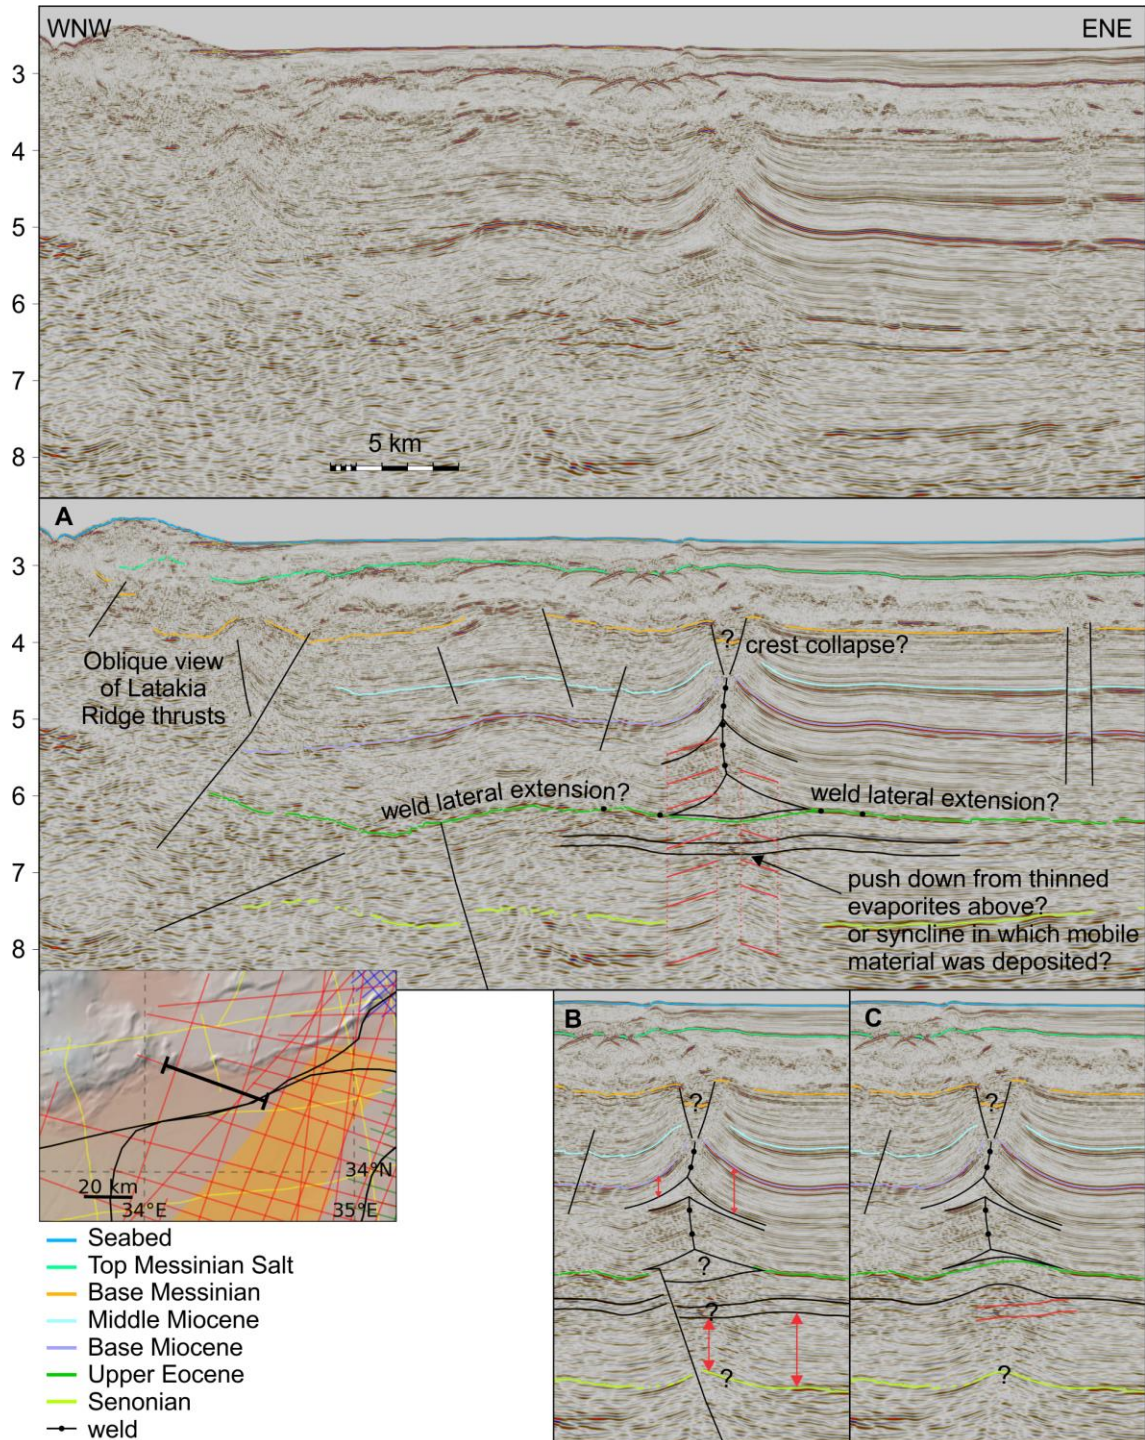 WNW
ENE
3
4
5
6
7
8
5 km
A
3
4
5
6
7
8
Oblique view
of Latakia
Ridge thrusts
?
crest collapse?
weld lateral extension?
weld lateral extension?
push down from thinned
evaporites above?
or syncline in which mobile
material was deposited?
20 km
34°E
35°E
34°N
Seabed
Top Messinian Salt
Base Messinian
Middle Miocene
Base Miocene
Upper Eocene
Senonian
weld
B
?
?
?
?
C
?
?